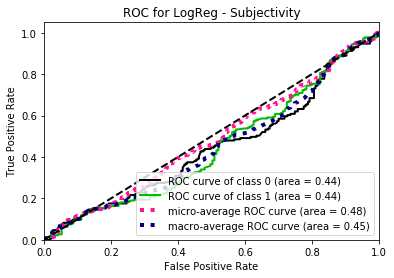 ROC for LogReg - Subjectivity
1.0
0.8
0.6
0.4
0.2
0.0
True Positive Rate
ROC curve of class 0 (area = 0.44)
ROC curve of class 1 (area = 0.44)
micro-average ROC curve (area = 0.48)
macro-average ROC curve (area = 0.45)
0.0 0.2 0.4 0.6 0.8 1.0
False Positive Rate